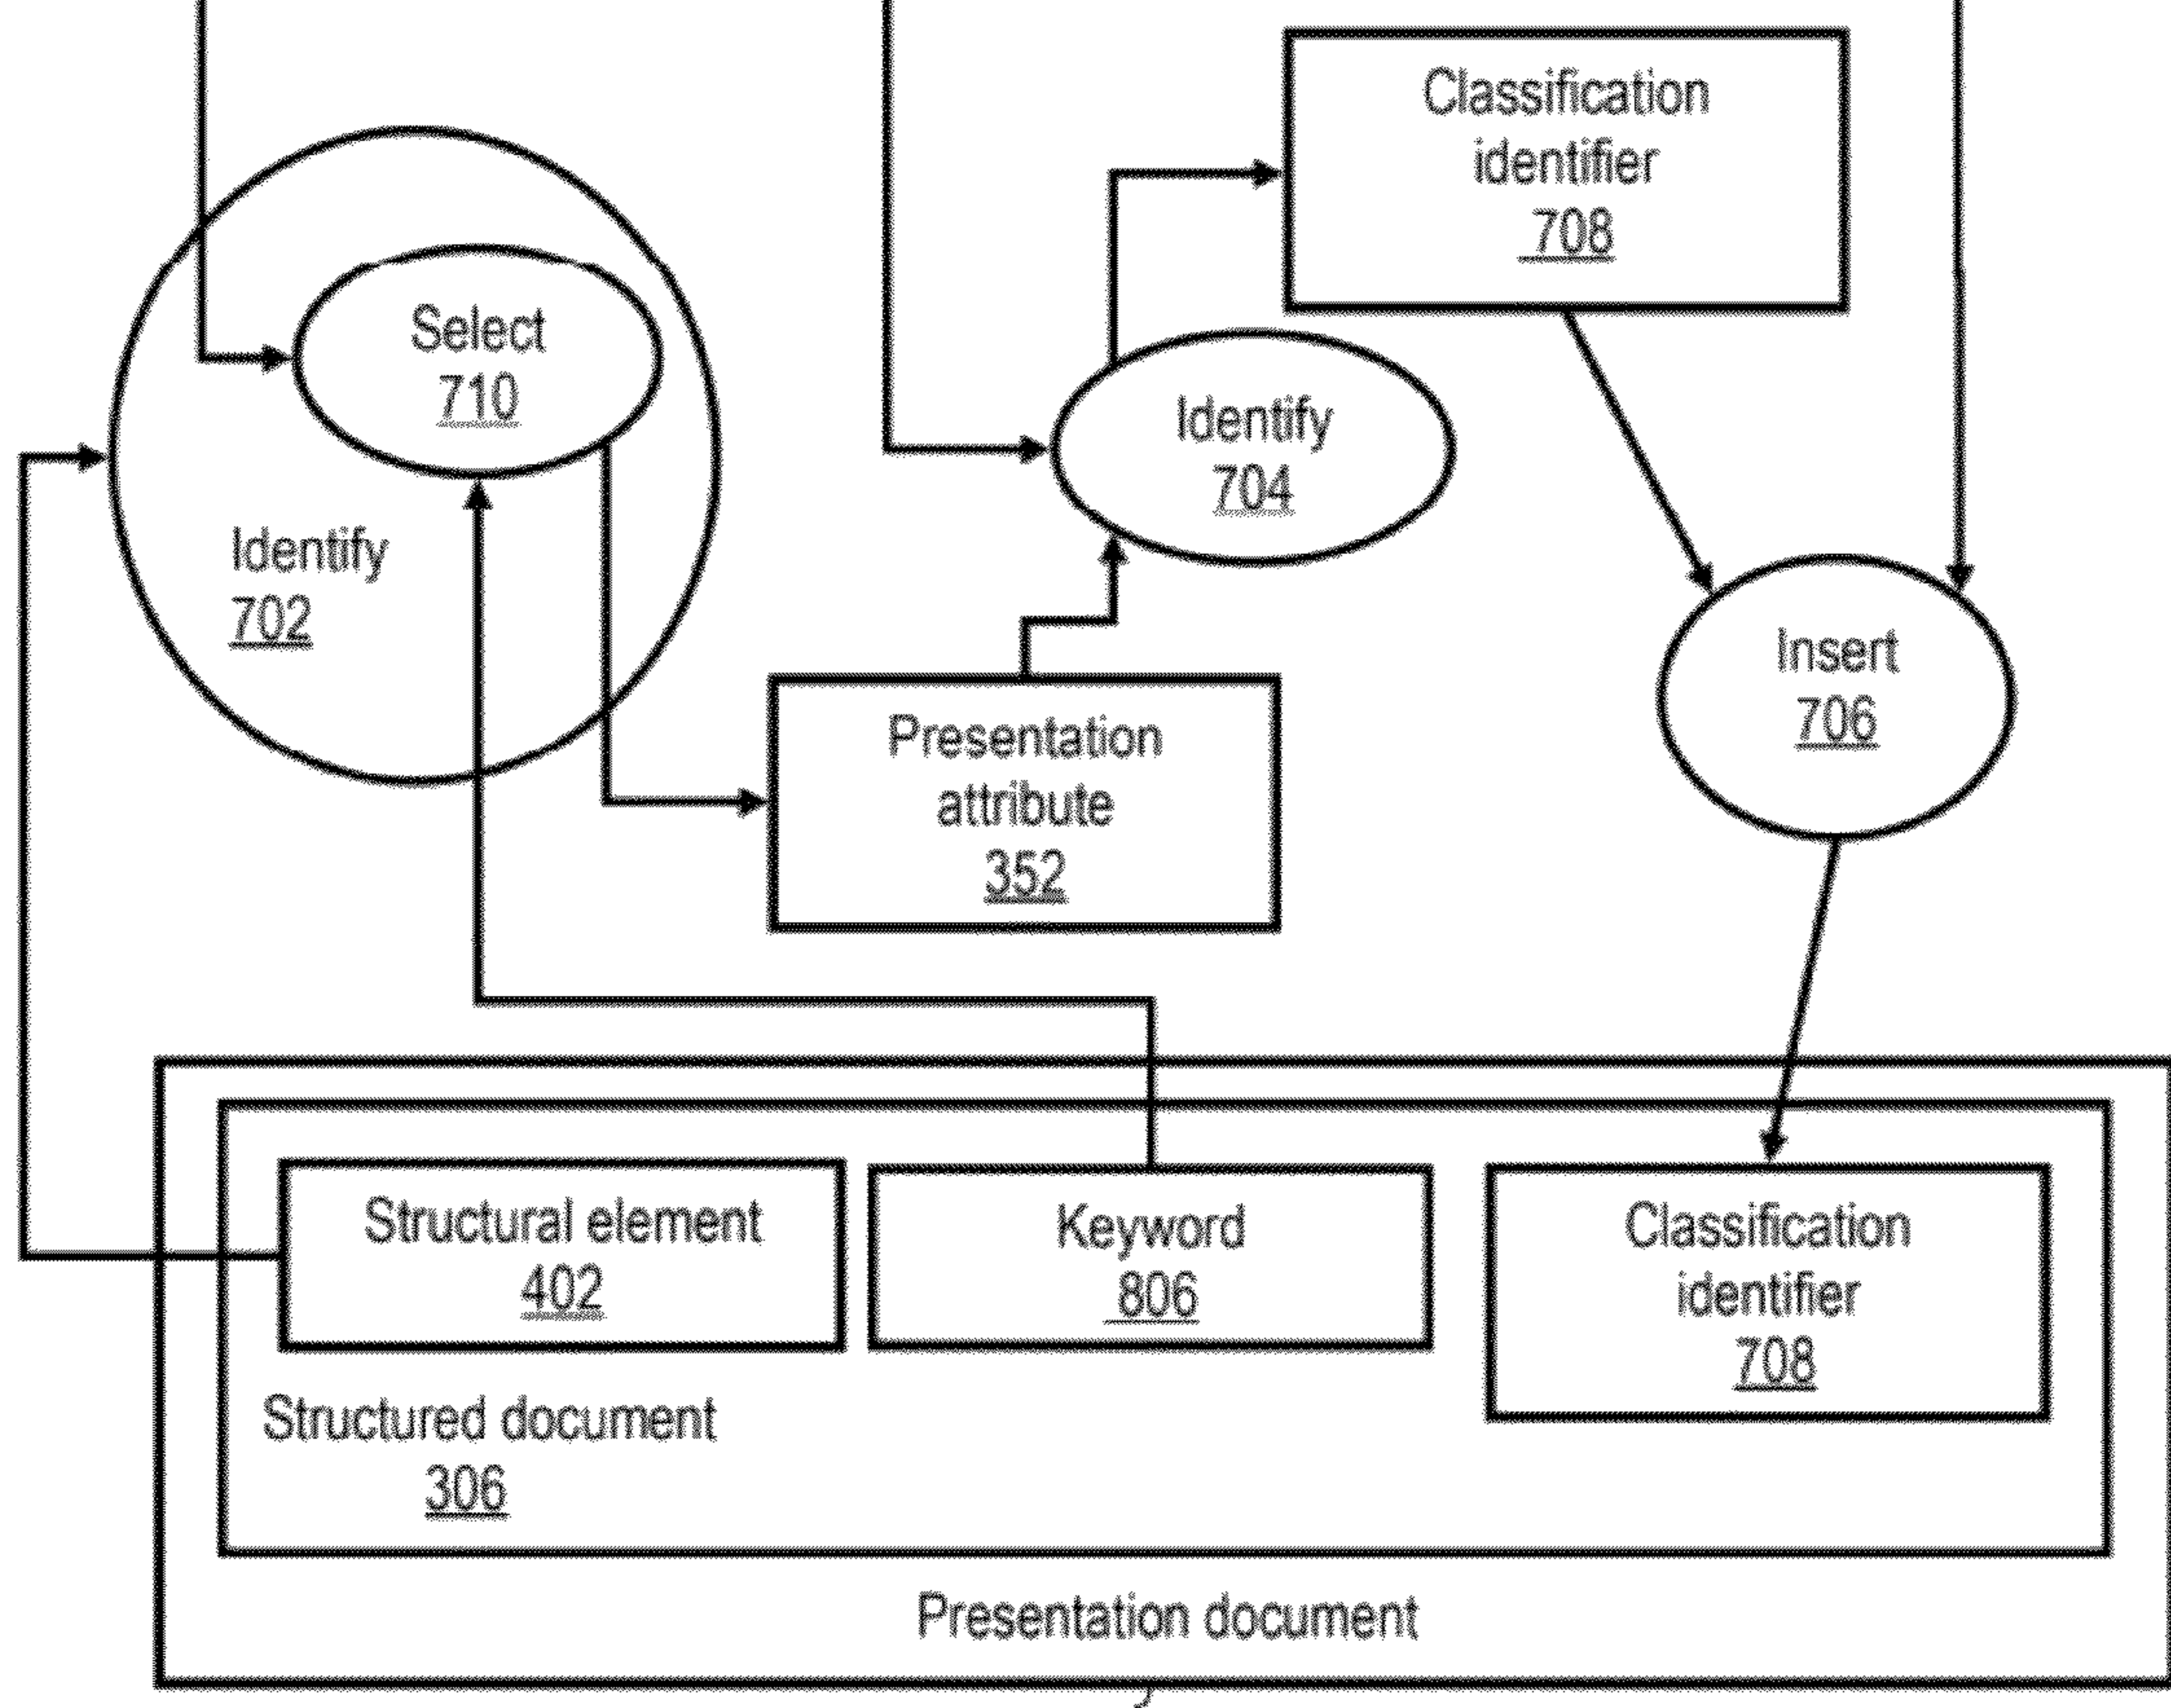 Classification
identifier
708
Select
710
Identify
704
Identify
702
Insert
706
Presentation
attribute
352
Structural element
402
Keyword
806
Classification
identifier
708
Structured document
306
Presentation document